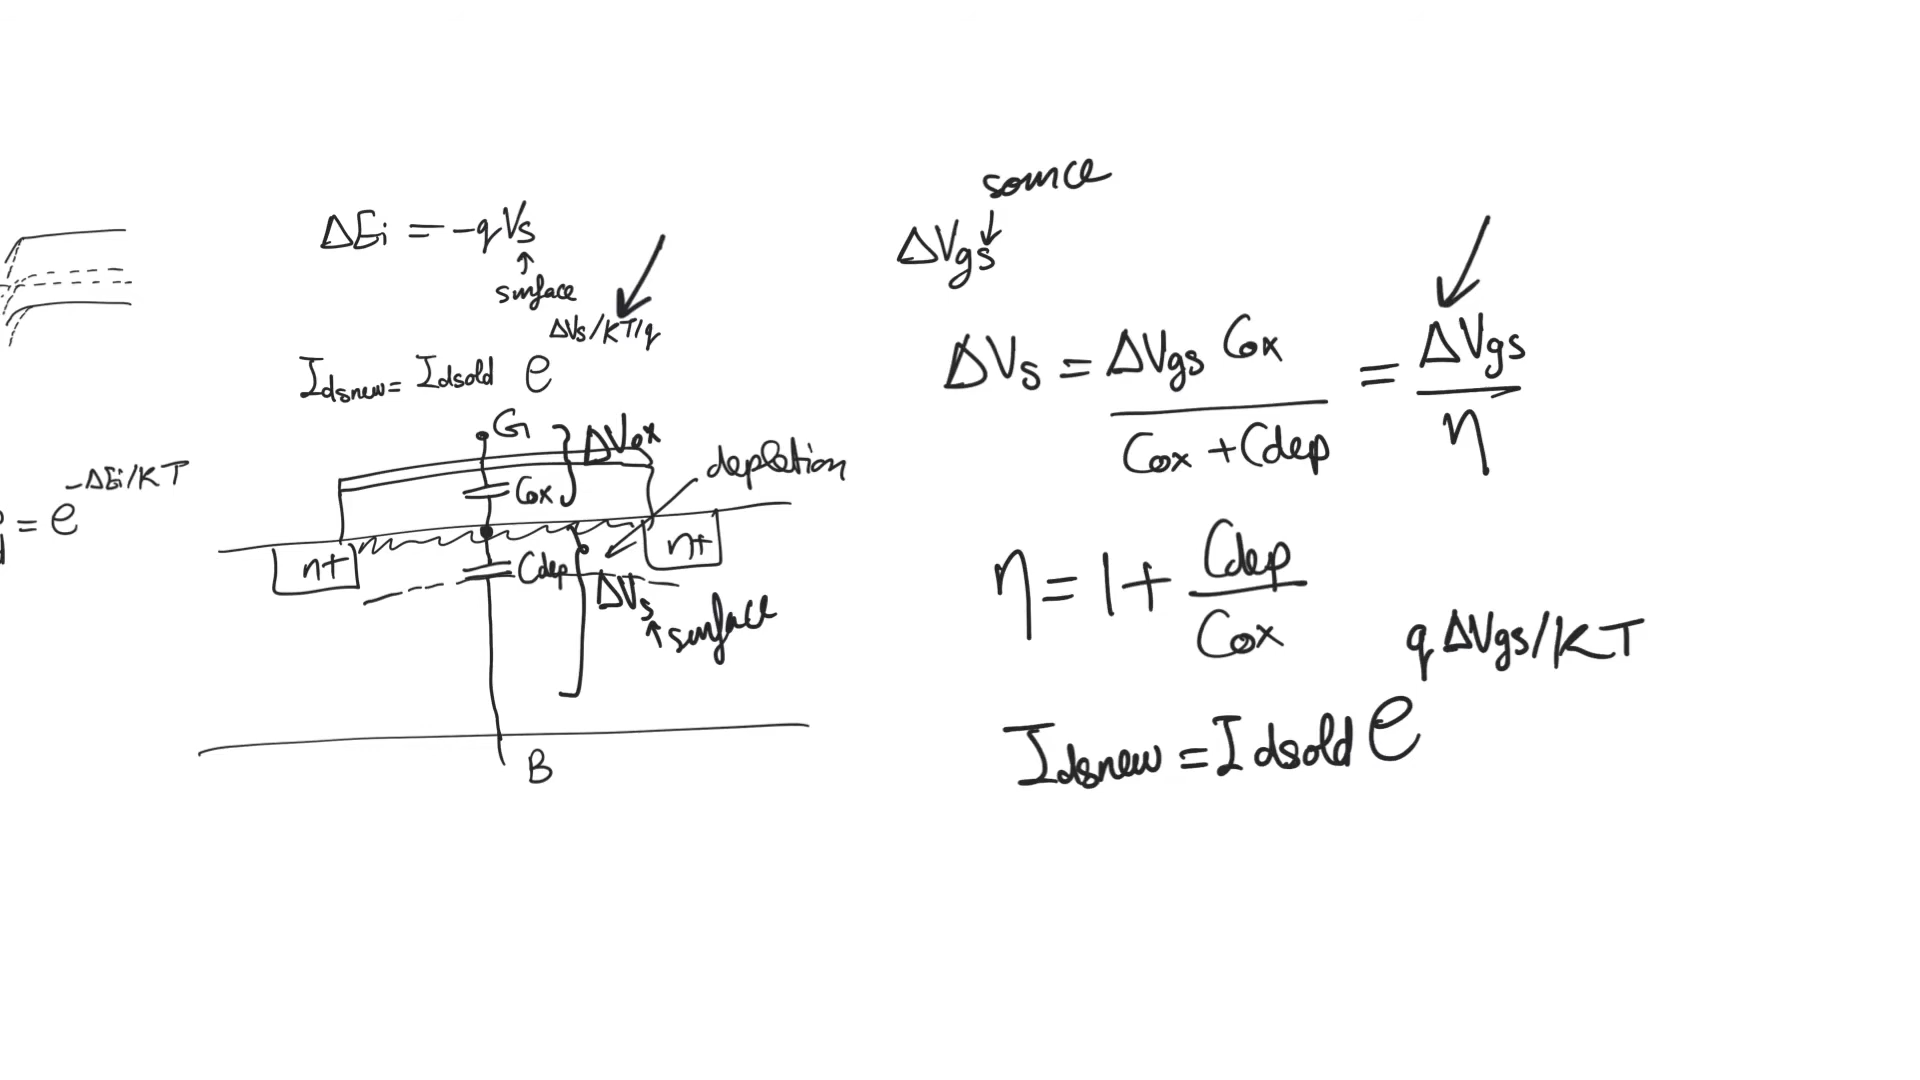 ΔEi = -qVs
↑
surface
ΔVs/KT/q
Idsnew = Idsold e
G
ΔVox
Cox
depletion
-ΔEi/KT
= e
n+
n+
Cdep
ΔVs
↑ surface
B
source
↓
ΔVgs
ΔVs = ΔVgs Cox / Cox + Cdep = ΔVgs / η
η = 1 + Cdep / Cox
qΔVgs/KT
Idsnew = Idsold e